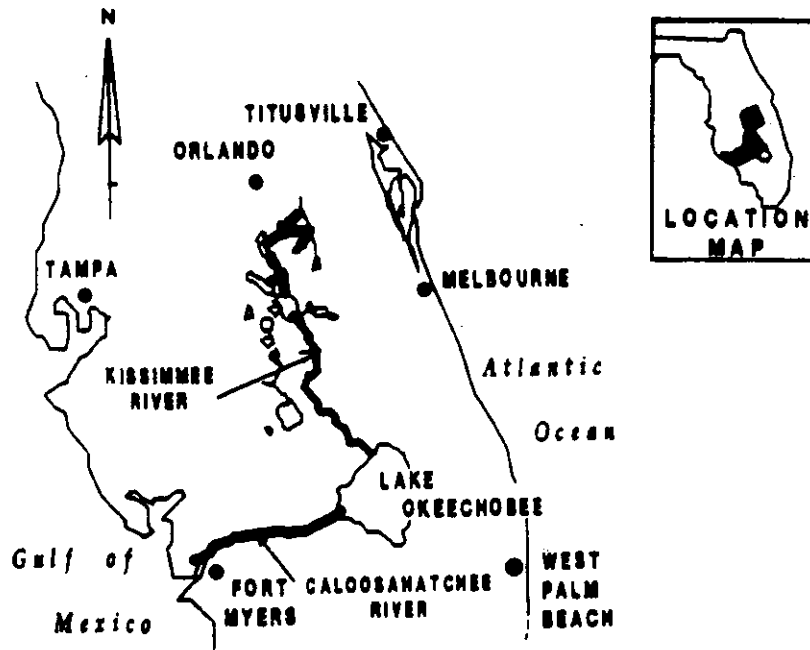 N
TITUSVILLE
ORLANDO
LOCATION
MAP
TAMPA
MELBOURNE
KISSIMMEE
RIVER
Atlantic
Ocean
LAKE
OKEECHOBEE
Gulf of
Mexico
FORT
MYERS
CALOOSAHATCHEE
RIVER
WEST
PALM
BEACH